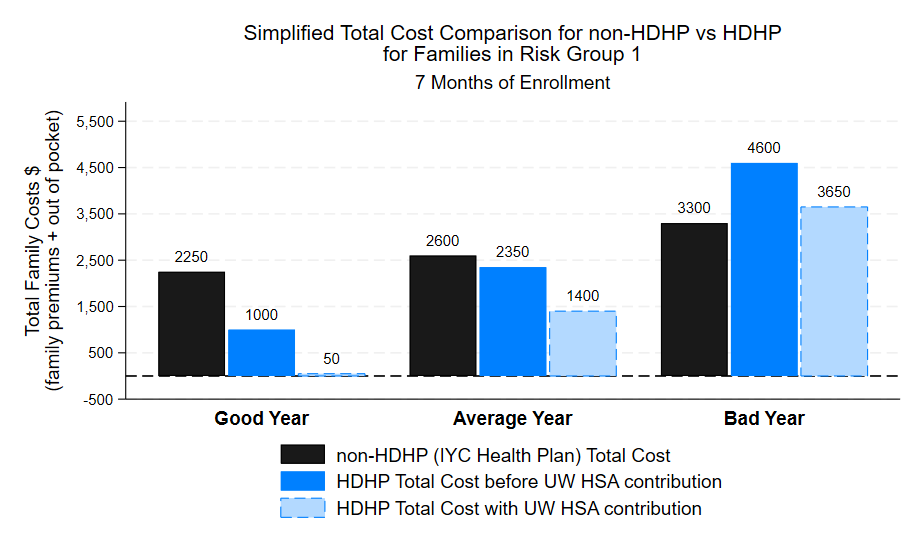 Simplified Total Cost Comparison for non-HDHP vs HDHP
for Families in Risk Group 1
7 Months of Enrollment
Total Family Costs $
(family premiums + out of pocket)
5,500
4,500
3,500
2,500
1,500
500
-500
2250
1000
50
2600
2350
1400
3300
4600
3650
Good Year
Average Year
Bad Year
non-HDHP (IYC Health Plan) Total Cost
HDHP Total Cost before UW HSA contribution
HDHP Total Cost with UW HSA contribution